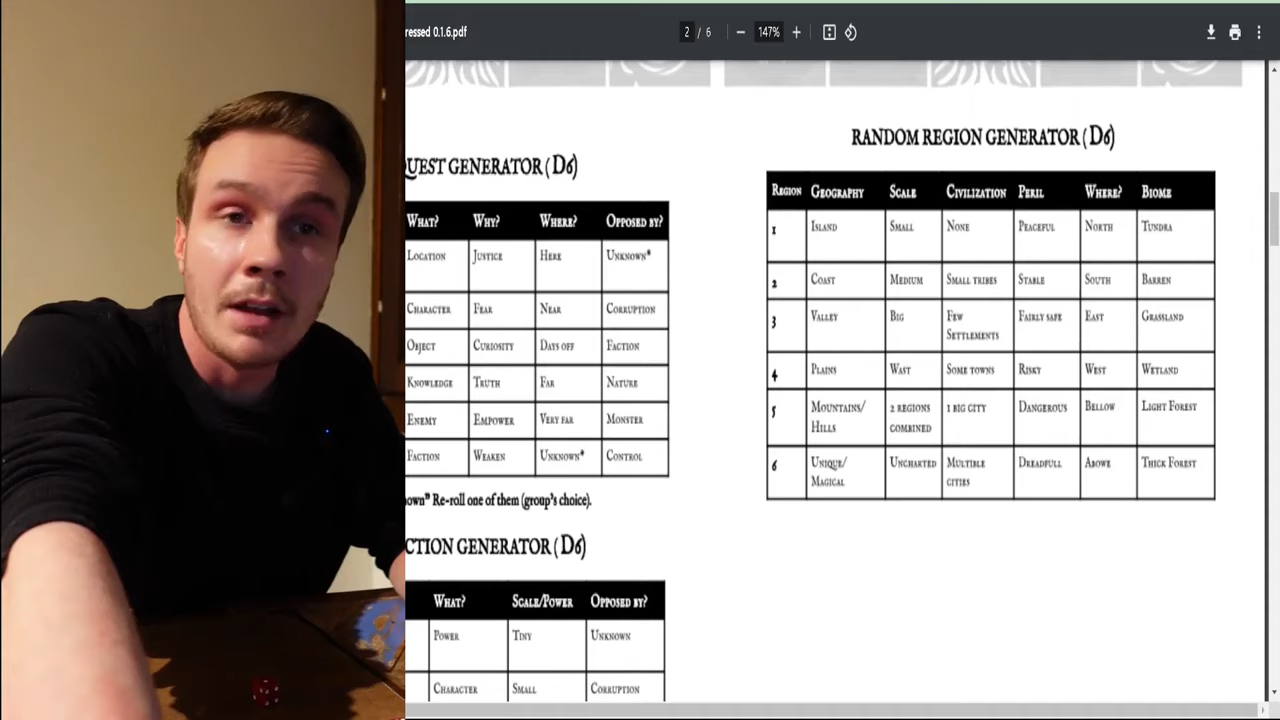 ressed 0.1.6.pdf
2 / 6
147%
QUEST GENERATOR ( D6)
WHAT? WHY? WHERE? OPPOSED BY?
LOCATION JUSTICE HERE UNKNOWN*
CHARACTER FEAR NEAR CORRUPTION
OBJECT CURIOSITY DAYS OFF FACTION
KNOWLEDGE TRUTH FAR NATURE
ENEMY EMPOWER VERY FAR MONSTER
FACTION WEAKEN UNKNOWN* CONTROL
own" Re-roll one of them (group's choice).
CTION GENERATOR ( D6)
WHAT? SCALE/POWER OPPOSED BY?
POWER TINY UNKNOWN
CHARACTER SMALL CORRUPTION
RANDOM REGION GENERATOR ( D6)
REGION GEOGRAPHY SCALE CIVILIZATION PERIL WHERE? BIOME
1 ISLAND SMALL NONE PEACEFUL NORTH TUNDRA
2 COAST MEDIUM SMALL TRIBES STABLE SOUTH BARREN
3 VALLEY BIG FEW FAIRLY SAFE EAST GRASSLAND
SETTLEMENTS
4 PLAINS WAST SOME TOWNS RISKY WEST WETLAND
5 MOUNTAINS/ 2 REGIONS 1 BIG CITY DANGEROUS BELLOW LIGHT FOREST
HILLS COMBINED
6 UNIQUE/ UNCHARTED MULTIBLE DREADFULL ABOWE THICK FOREST
MAGICAL CITIES